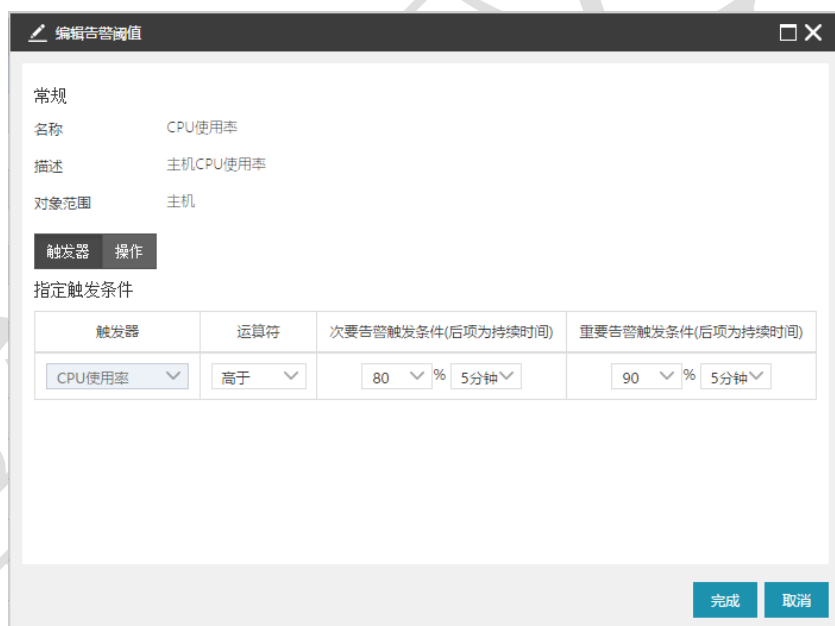 编辑告警阈值
常规
名称 CPU使用率
描述 主机CPU使用率
对象范围 主机
触发器 操作
指定触发条件
触发器 运算符 次要告警触发条件(后项为持续时间) 重要告警触发条件(后项为持续时间)
CPU使用率 高于 80 % 5分钟 90 % 5分钟
完成 取消